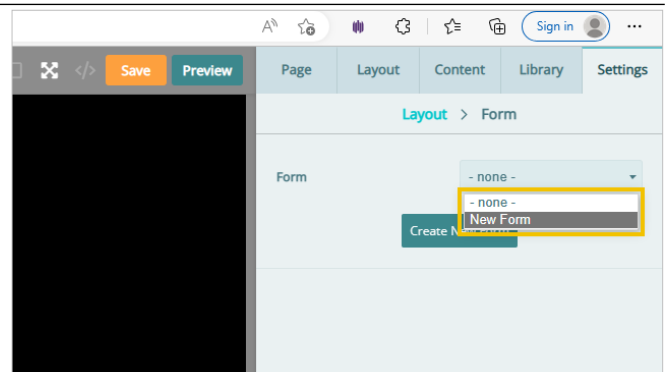 A
Sign in
</> Save Preview Page Layout Content Library Settings
Layout > Form
Form - none -
- none -
New Form
Create N